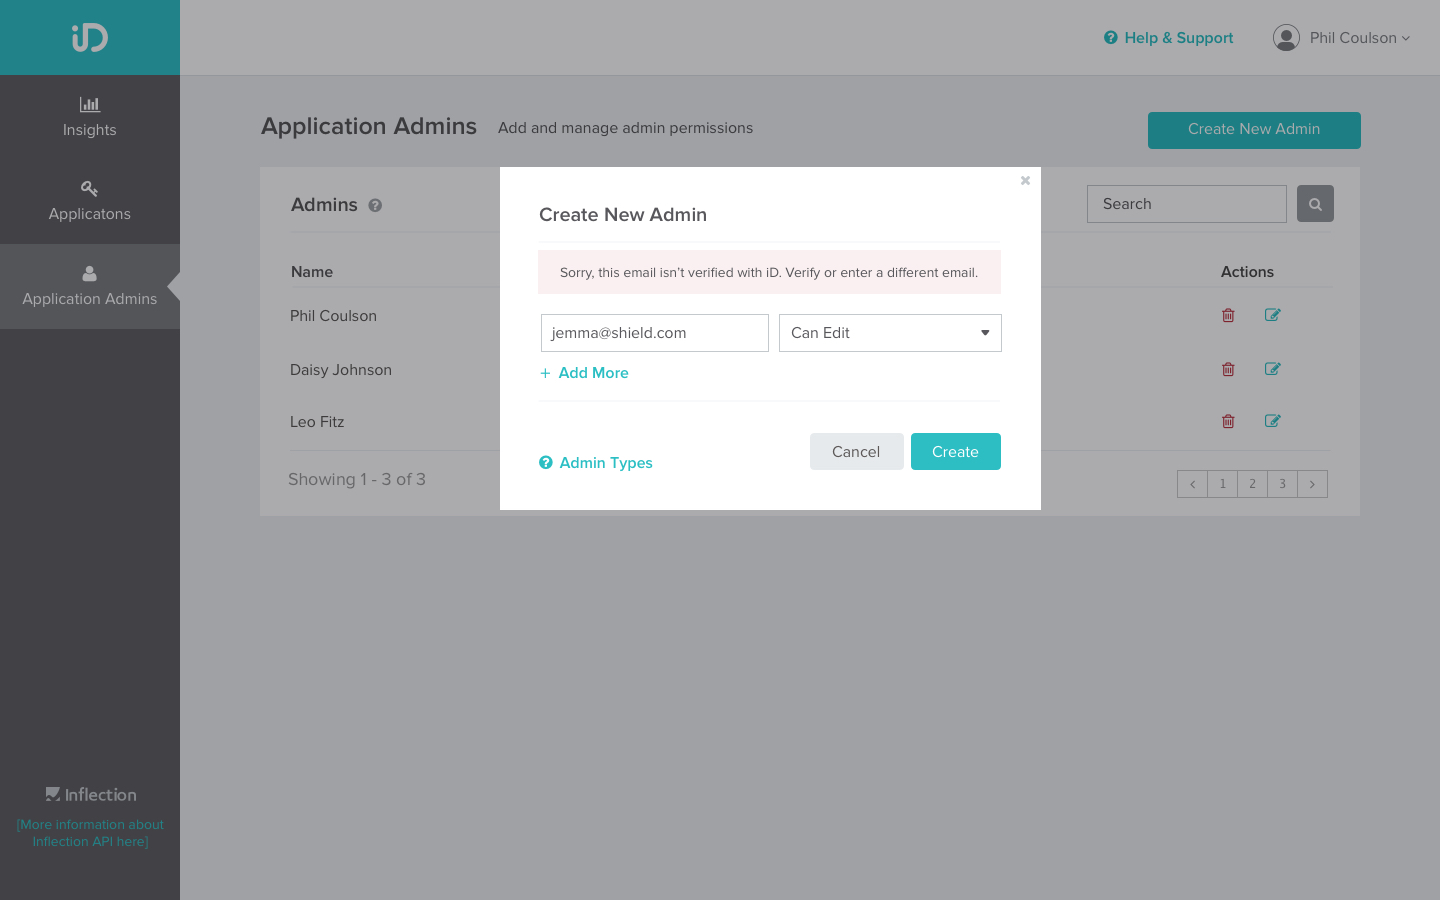 iD
Help & Support
Phil Coulson
Insights
Applicatons
Application Admins
Application Admins
Add and manage admin permissions
Create New Admin
Admins
Search
Name
Actions
Phil Coulson
Daisy Johnson
Leo Fitz
Showing 1 - 3 of 3
1 2 3
Create New Admin
Sorry, this email isn't verified with iD. Verify or enter a different email.
jemma@shield.com
Can Edit
+ Add More
Admin Types
Cancel
Create
Inflection
[More information about
Inflection API here]